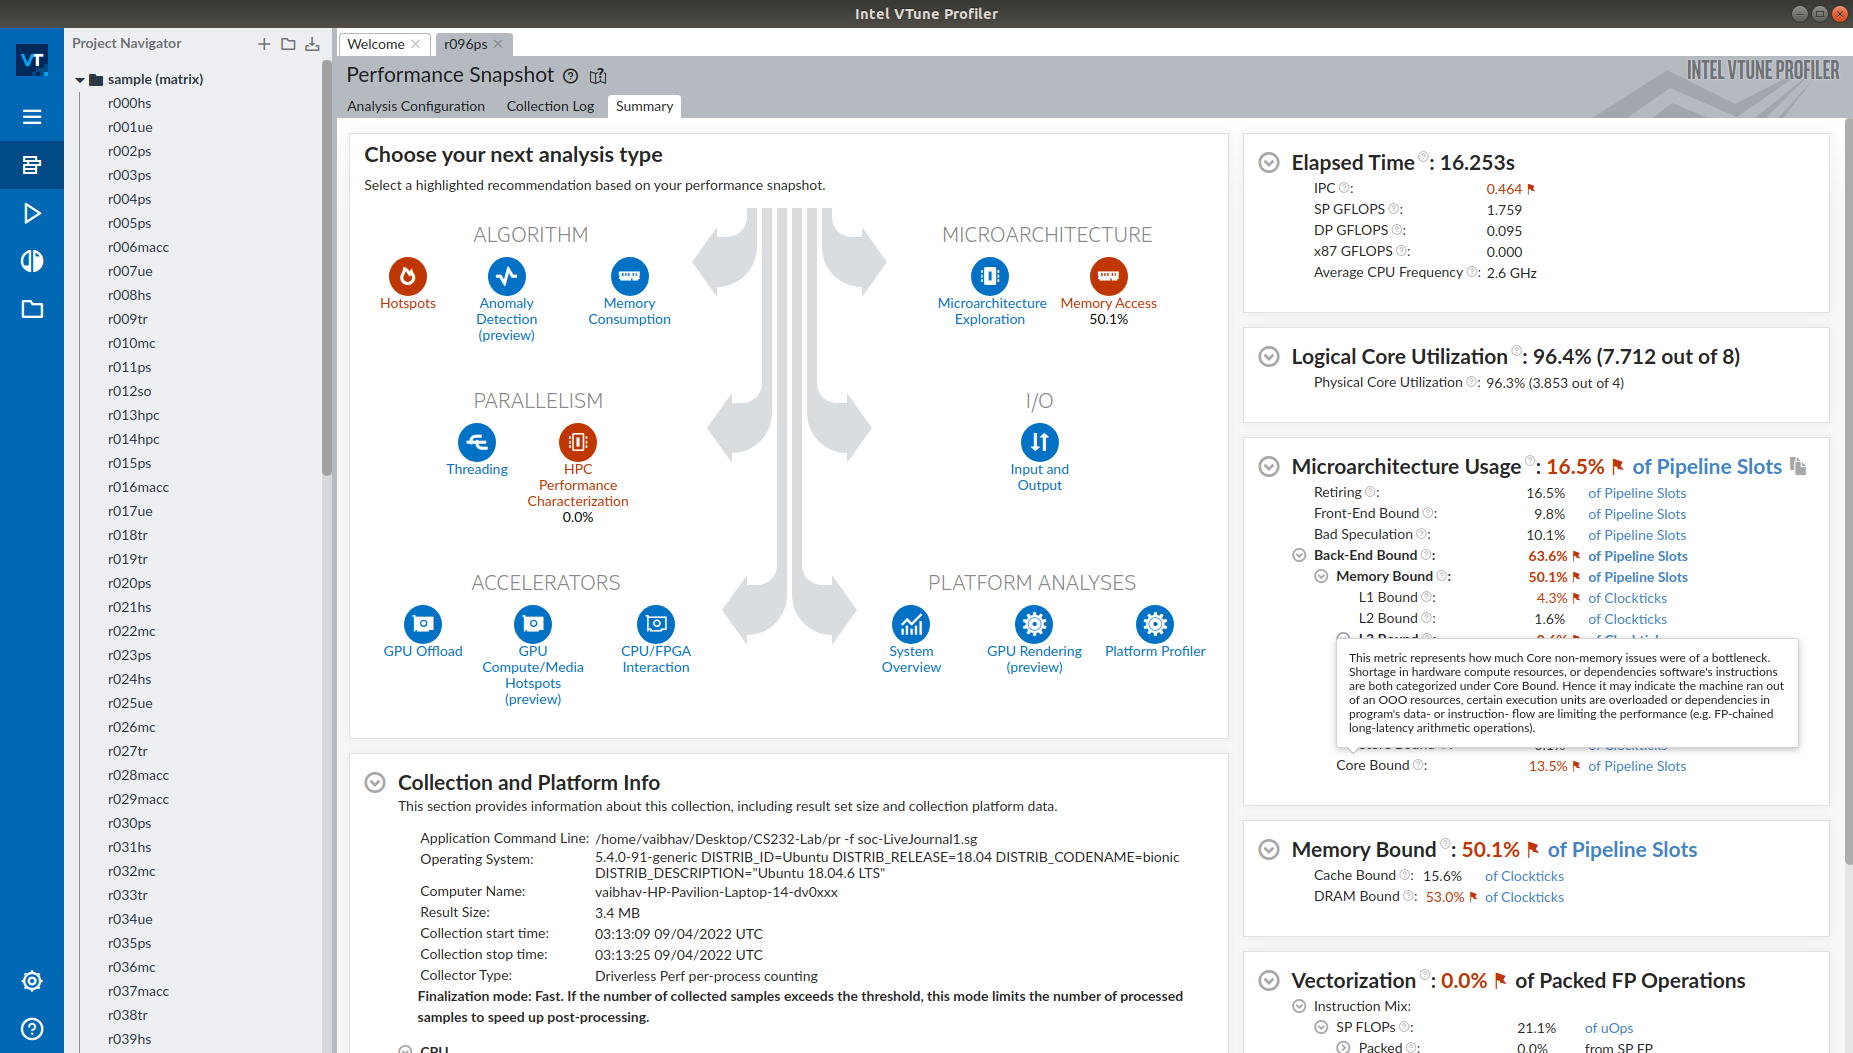 Intel VTune Profiler
VT
Project Navigator
sample (matrix)
r000hs
r001ue
r002ps
r003ps
r004ps
r005ps
r006macc
r007ue
r008hs
r009tr
r010mc
r011ps
r012so
r013hpc
r014hpc
r015ps
r016macc
r017ue
r018tr
r019tr
r020ps
r021hs
r022mc
r023ps
r024hs
r025ue
r026mc
r027tr
r028macc
r029macc
r030ps
r031hs
r032mc
r033tr
r034ue
r035ps
r036mc
r037macc
r038tr
r039hs
Welcome
r096ps
Performance Snapshot
INTEL VTUNE PROFILER
Analysis Configuration
Collection Log
Summary
Choose your next analysis type
Select a highlighted recommendation based on your performance snapshot.
ALGORITHM
Hotspots
Anomaly
Detection
(preview)
Memory
Consumption
MICROARCHITECTURE
Microarchitecture
Exploration
Memory Access
50.1%
PARALLELISM
Threading
HPC
Performance
Characterization
0.0%
I/O
Input and
Output
ACCELERATORS
GPU Offload
GPU
Compute/Media
Hotspots
(preview)
CPU/FPGA
Interaction
PLATFORM ANALYSES
System
Overview
GPU Rendering
(preview)
Platform Profiler
Collection and Platform Info
This section provides information about this collection, including result set size and collection platform data.
Application Command Line: /home/vaibhav/Desktop/CS232-Lab/pr -f soc-LiveJournal1.sg
Operating System: 5.4.0-91-generic DISTRIB_ID=Ubuntu DISTRIB_RELEASE=18.04 DISTRIB_CODENAME=bionic
DISTRIB_DESCRIPTION="Ubuntu 18.04.6 LTS"
Computer Name: vaibhav-HP-Pavilion-Laptop-14-dv0xxx
Result Size: 3.4 MB
Collection start time: 03:13:09 09/04/2022 UTC
Collection stop time: 03:13:25 09/04/2022 UTC
Collector Type: Driverless Perf per-process counting
Finalization mode: Fast. If the number of collected samples exceeds the threshold, this mode limits the number of processed
samples to speed up post-processing.
CPU
Elapsed Time : 16.253s
IPC : 0.464
SP GFLOPS : 1.759
DP GFLOPS : 0.095
x87 GFLOPS : 0.000
Average CPU Frequency : 2.6 GHz
Logical Core Utilization : 96.4% (7.712 out of 8)
Physical Core Utilization : 96.3% (3.853 out of 4)
Microarchitecture Usage : 16.5% of Pipeline Slots
Retiring : 16.5% of Pipeline Slots
Front-End Bound : 9.8% of Pipeline Slots
Bad Speculation : 10.1% of Pipeline Slots
Back-End Bound : 63.6% of Pipeline Slots
Memory Bound : 50.1% of Pipeline Slots
L1 Bound : 4.3% of Clockticks
L2 Bound : 1.6% of Clockticks
This metric represents how much Core non-memory issues were of a bottleneck.
Shortage in hardware compute resources, or dependencies software's instructions
are both categorized under Core Bound. Hence it may indicate the machine ran out
of an OOO resources, certain execution units are overloaded or dependencies in
program's data- or instruction- flow are limiting the performance (e.g. FP-chained
long-latency arithmetic operations).
Core Bound : 13.5% of Pipeline Slots
Memory Bound : 50.1% of Pipeline Slots
Cache Bound : 15.6% of Clockticks
DRAM Bound : 53.0% of Clockticks
Vectorization : 0.0% of Packed FP Operations
Instruction Mix:
SP FLOPs : 21.1% of uOps
Packed : 0.0% from SP FP